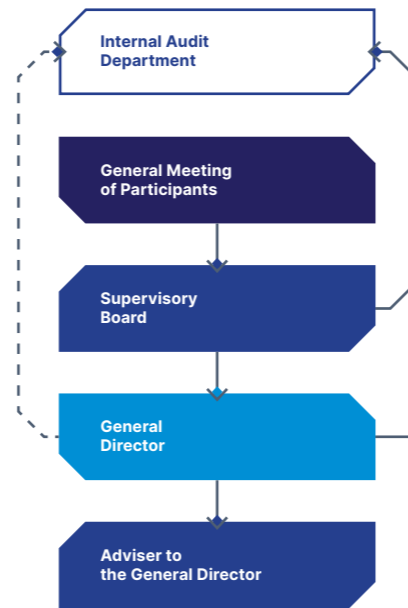 Internal Audit
Department
General Meeting
of Participants
Supervisory
Board
General
Director
Adviser to
the General Director